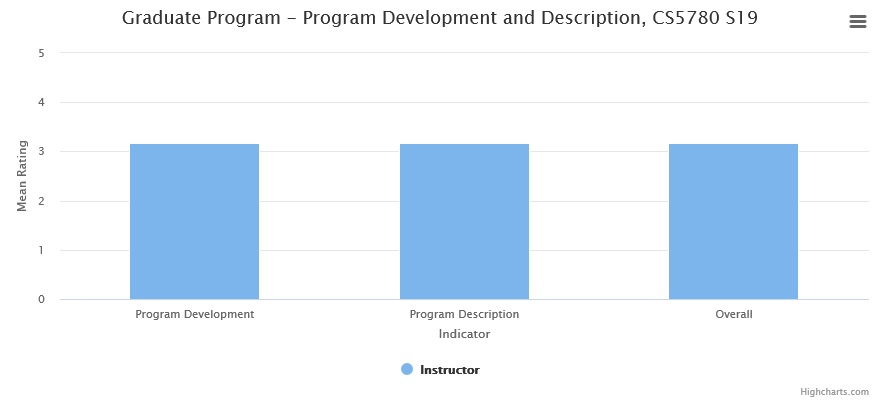 Graduate Program – Program Development and Description, CS5780 S19
5
4
3
2
1
0
Mean Rating
Program Development
Program Description
Overall
Indicator
Instructor
Highcharts.com